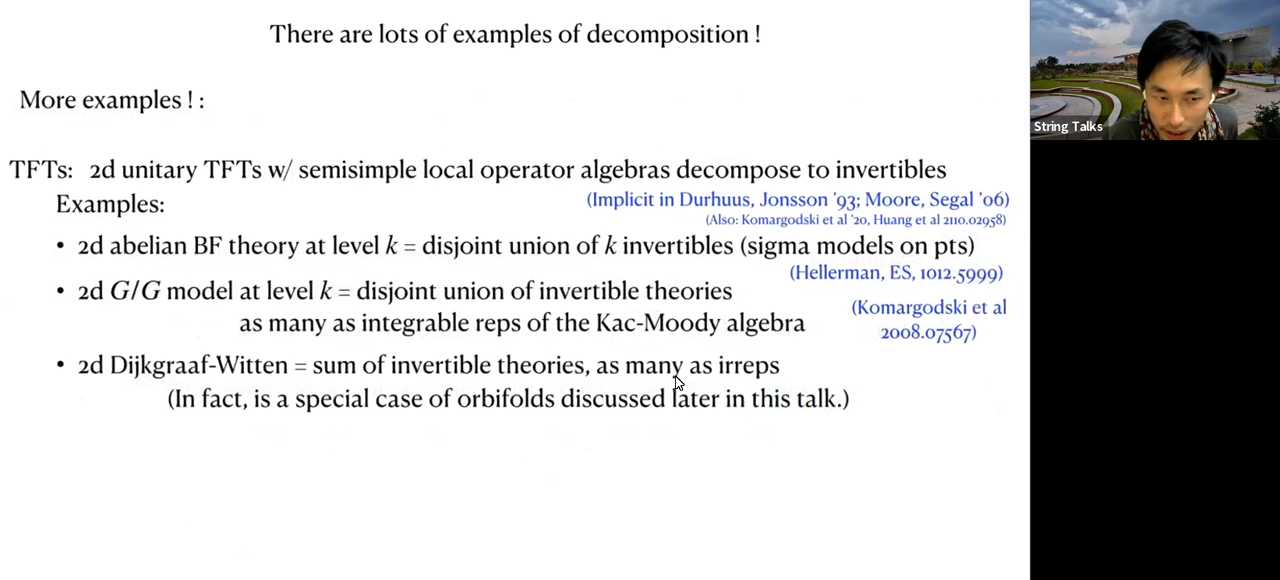 There are lots of examples of decomposition !
More examples ! :
TFTs: 2d unitary TFTs w/ semisimple local operator algebras decompose to invertibles
Examples:
(Implicit in Durhuus, Jonsson '93; Moore, Segal '06)
(Also: Komargodski et al '20, Huang et al 2110.02958)
• 2d abelian BF theory at level k = disjoint union of k invertibles (sigma models on pts)
(Hellerman, ES, 1012.5999)
• 2d G/G model at level k = disjoint union of invertible theories
as many as integrable reps of the Kac-Moody algebra
(Komargodski et al
2008.07567)
• 2d Dijkgraaf-Witten = sum of invertible theories, as many as irreps
(In fact, is a special case of orbifolds discussed later in this talk.)
String Talks